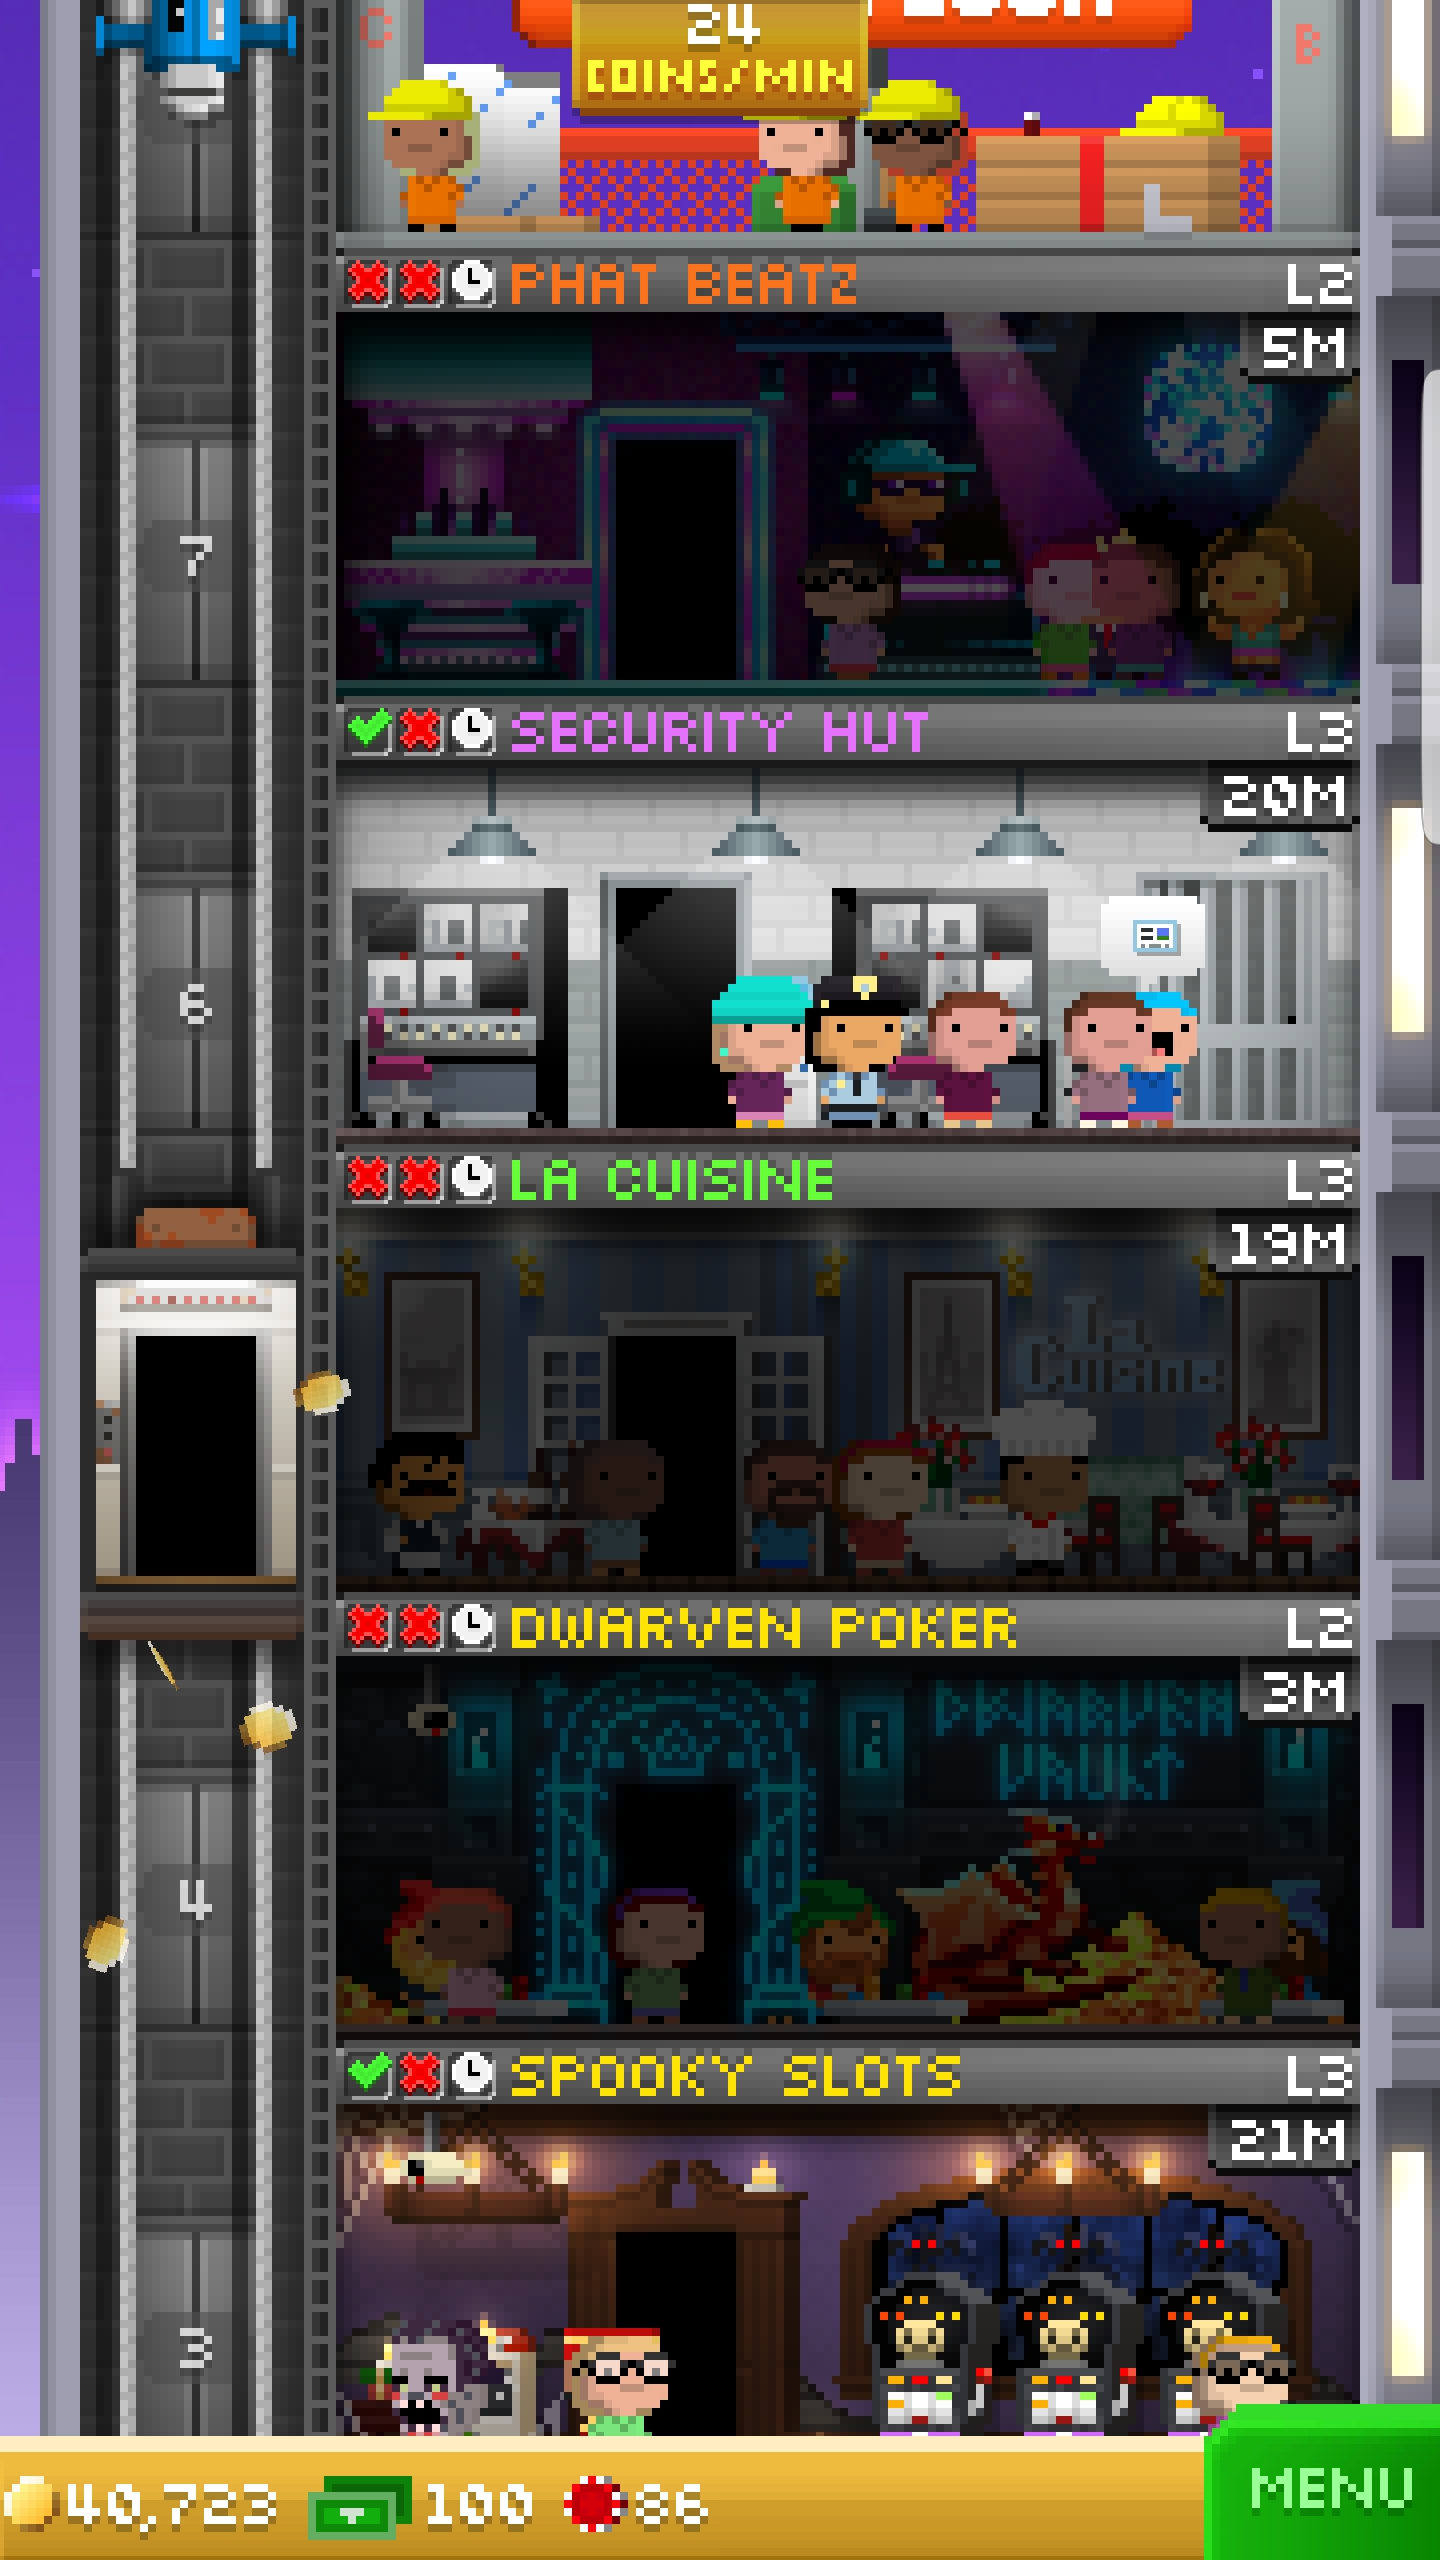 C
24
COINS/MIN
B
PHAT BEATZ
L2
5M
7
SECURITY HUT
L3
20M
6
LA CUISINE
L3
19M
La
Cuisine
DWARVEN POKER
L2
3M
DWARVEN
VAULT
4
SPOOKY SLOTS
L3
21M
3
40,723
100
86
MENU